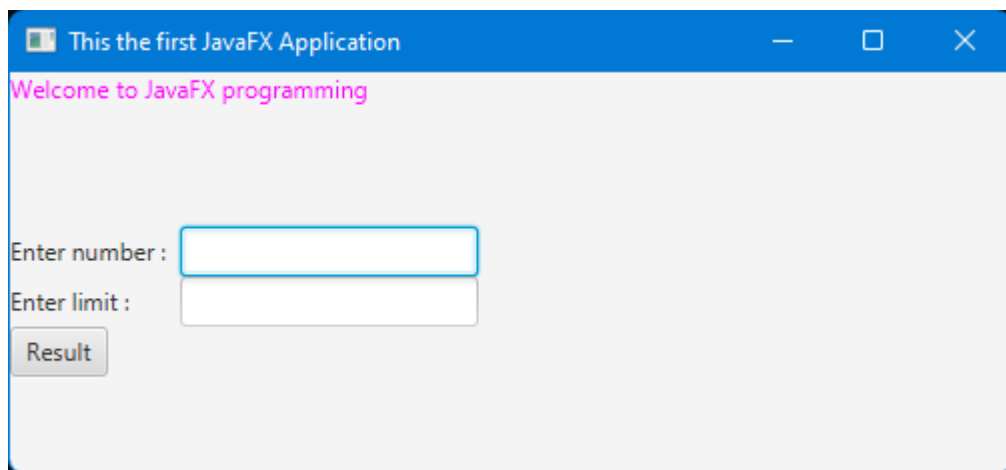 This the first JavaFX Application
Welcome to JavaFX programming
Enter number :
Enter limit :
Result